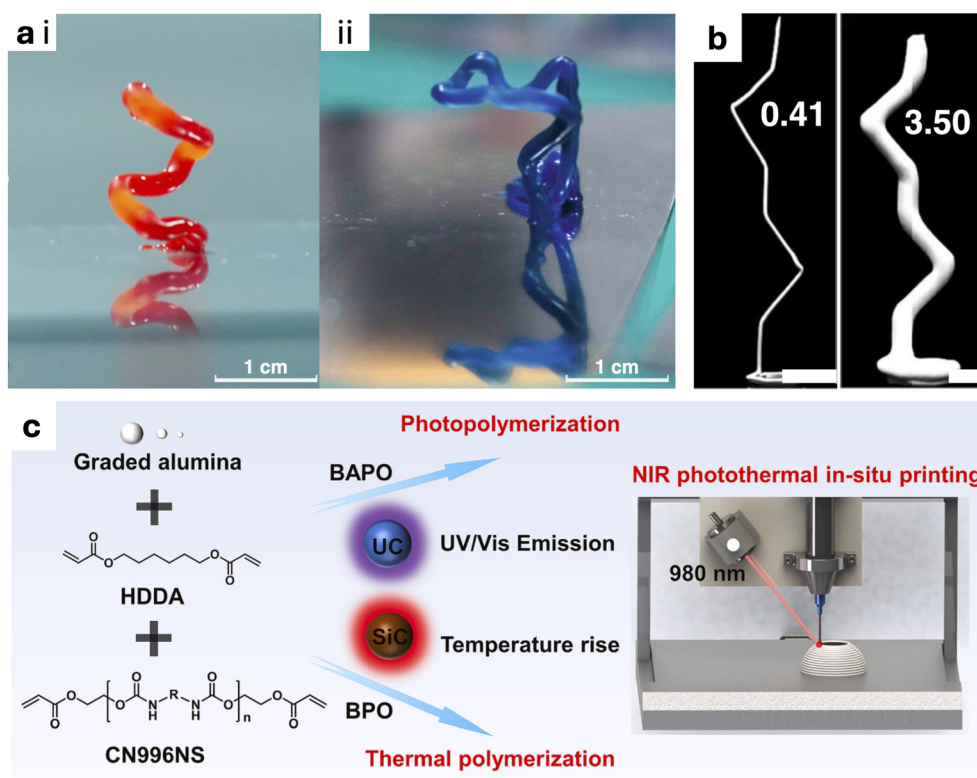 a i
ii
b
0.41
3.50
1 cm
1 cm
c
Photopolymerization
Graded alumina
BAPO
NIR photothermal in-situ printing
UC
UV/Vis Emission
980 nm
O
O
O
O
HDDA
SiC
Temperature rise
O
O
O
O
N
H
R
N
H
O
O
n
O
O
BPO
CN996NS
Thermal polymerization